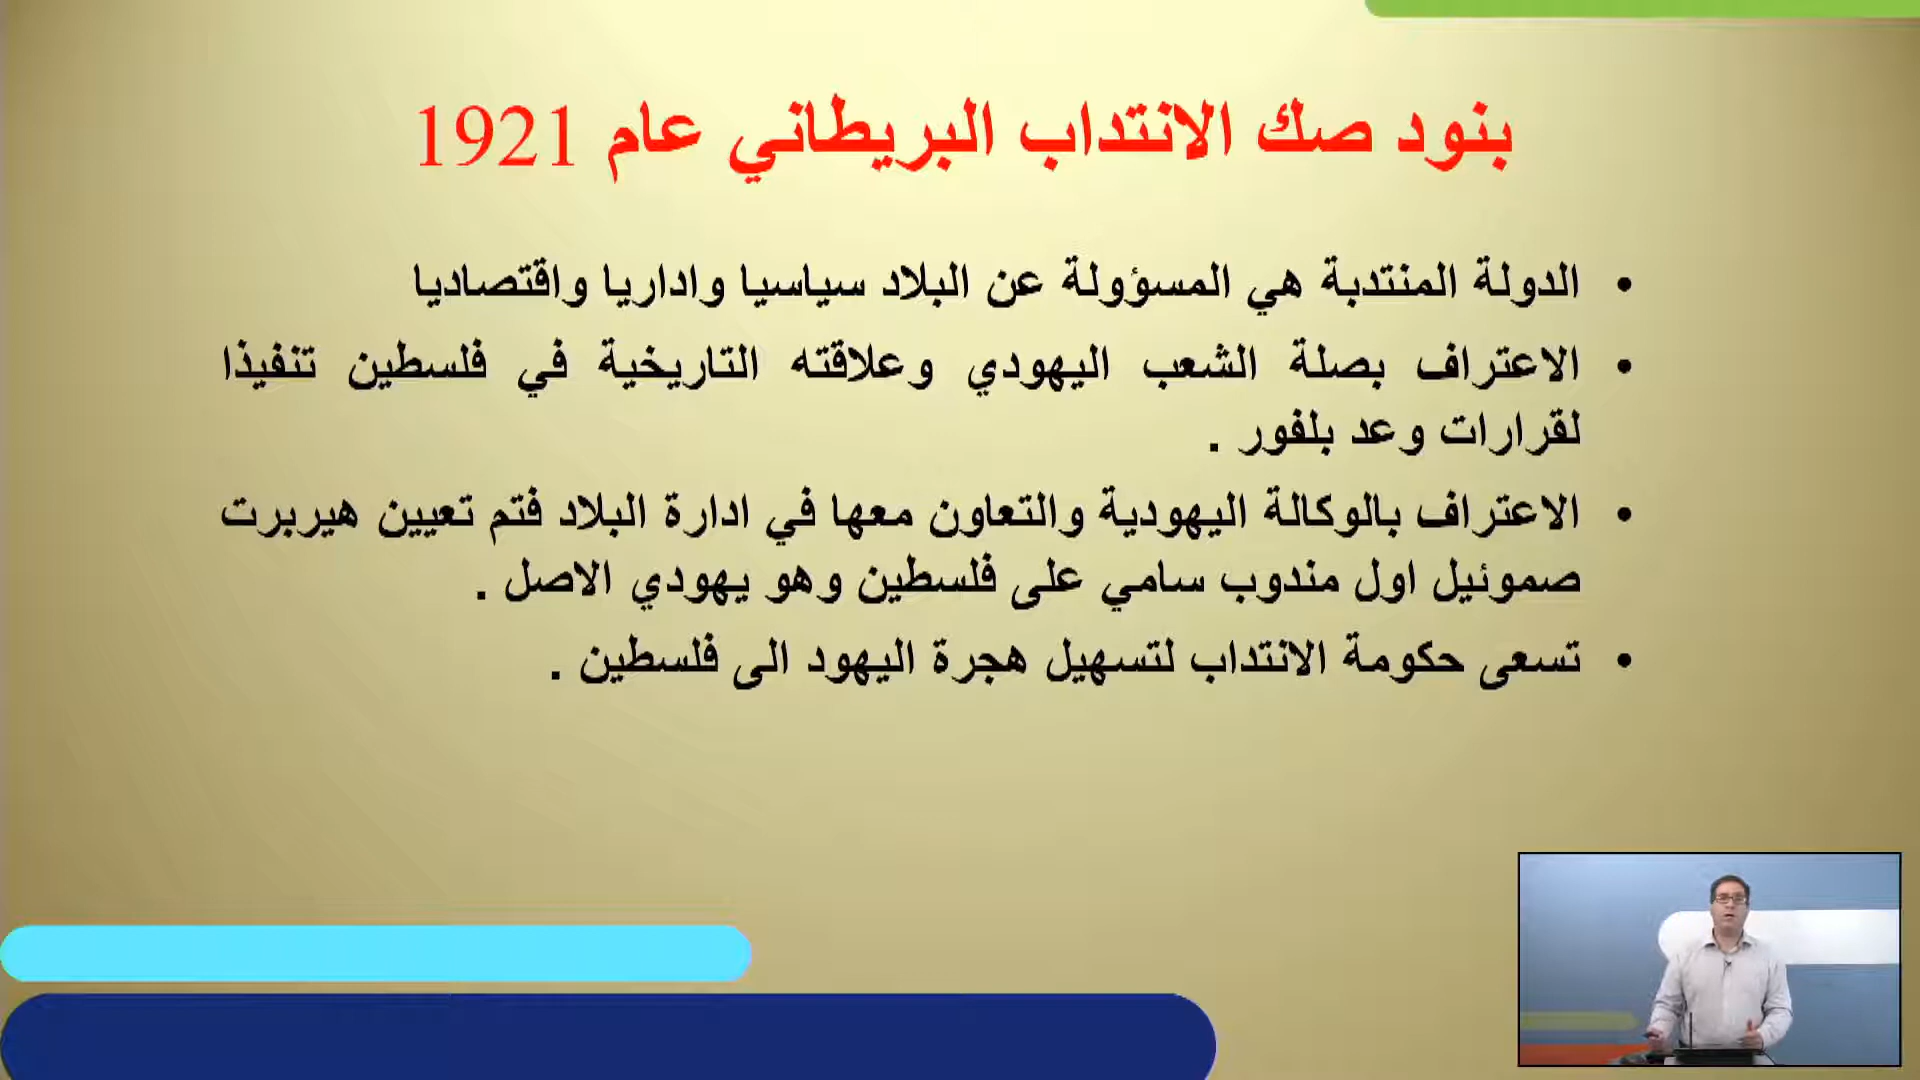 بنود صك الانتداب البريطاني عام 1921
• الدولة المنتدبة هي المسؤولة عن البلاد سياسيا واداريا واقتصاديا
• الاعتراف بصلة الشعب اليهودي وعلاقته التاريخية في فلسطين تنفيذا
لقرارات وعد بلفور .
• الاعتراف بالوكالة اليهودية والتعاون معها في ادارة البلاد فتم تعيين هيربرت
صموئيل اول مندوب سامي على فلسطين وهو يهودي الاصل .
• تسعى حكومة الانتداب لتسهيل هجرة اليهود الى فلسطين .